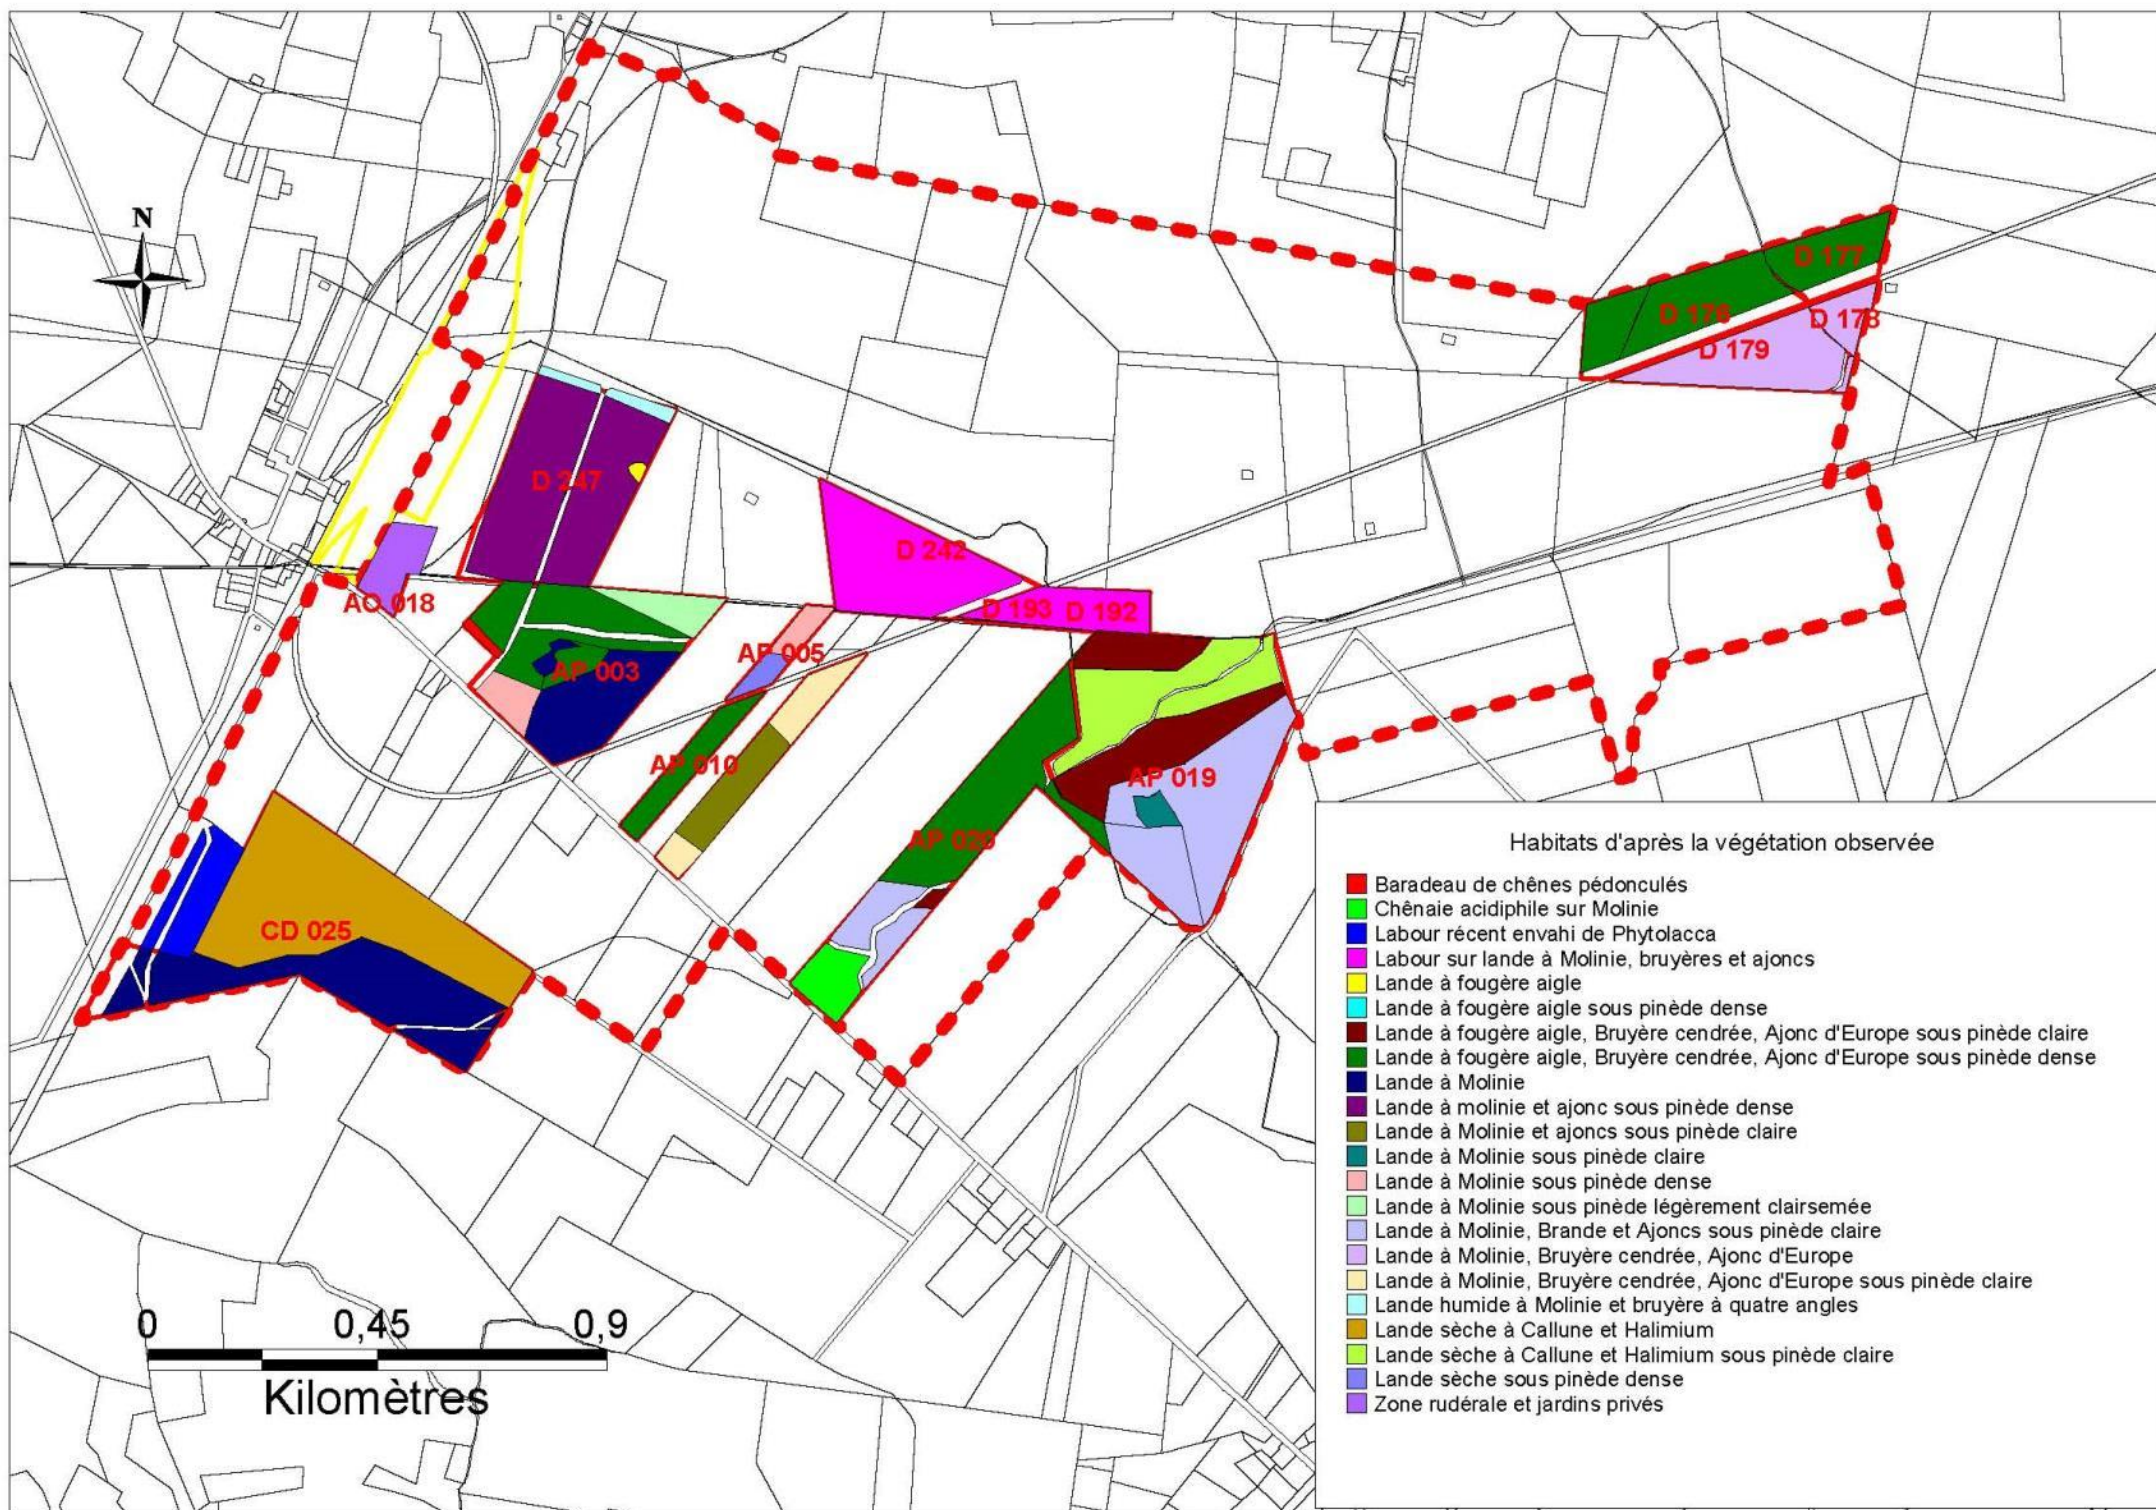 N
D 177
D 176
D 178
D 179
D 247
D 242
D 193
D 192
AO 018
AP 005
AP 003
AP 010
AP 019
AP 020
CD 025
Habitats d'après la végétation observée
Baradeau de chênes pédonculés
Chênaie acidiphile sur Molinie
Labour récent envahi de Phytolacca
Labour sur lande à Molinie, bruyères et ajoncs
Lande à fougère aigle
Lande à fougère aigle sous pinède dense
Lande à fougère aigle, Bruyère cendrée, Ajonc d'Europe sous pinède claire
Lande à fougère aigle, Bruyère cendrée, Ajonc d'Europe sous pinède dense
Lande à Molinie
Lande à molinie et ajonc sous pinède dense
Lande à Molinie et ajoncs sous pinède claire
Lande à Molinie sous pinède claire
Lande à Molinie sous pinède dense
Lande à Molinie sous pinède légèrement clairsemée
Lande à Molinie, Brande et Ajoncs sous pinède claire
Lande à Molinie, Bruyère cendrée, Ajonc d'Europe
Lande à Molinie, Bruyère cendrée, Ajonc d'Europe sous pinède claire
Lande humide à Molinie et bruyère à quatre angles
Lande sèche à Callune et Halimium
Lande sèche à Callune et Halimium sous pinède claire
Lande sèche sous pinède dense
Zone rudérale et jardins privés
0 0,45 0,9
Kilomètres